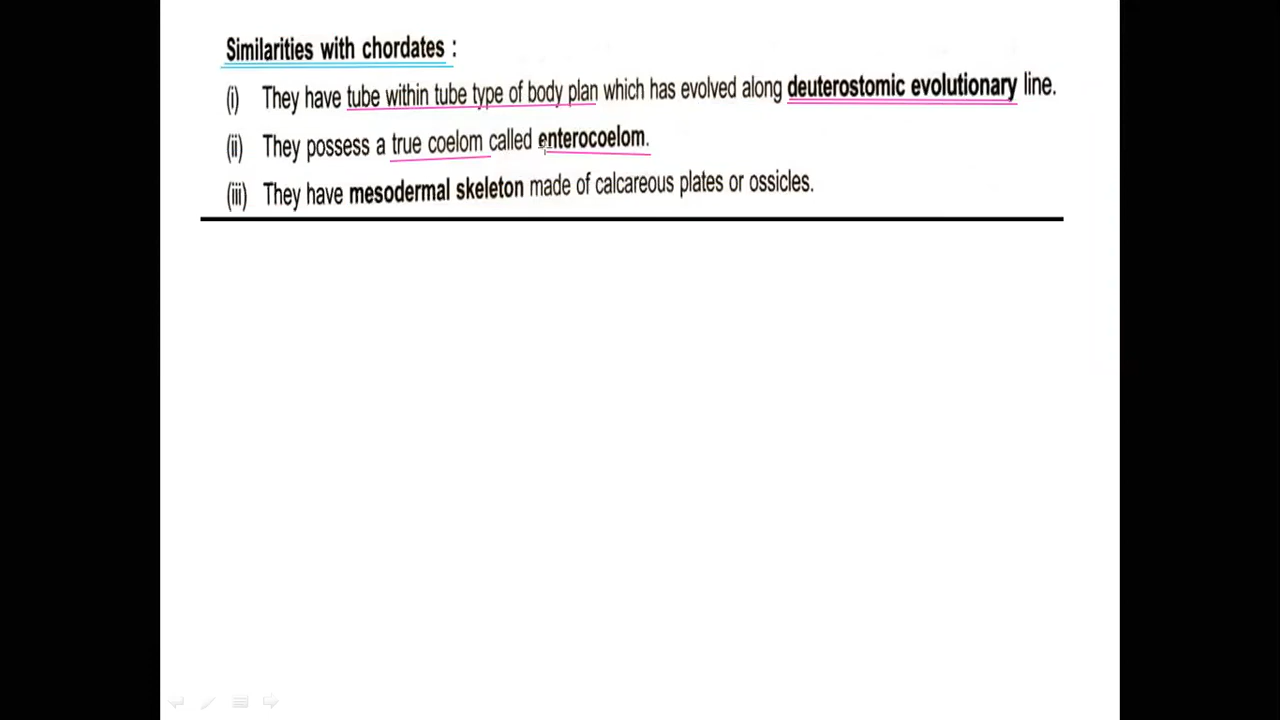 Similarities with chordates :
(i) They have tube within tube type of body plan which has evolved along deuterostomic evolutionary line.
(ii) They possess a true coelom called enterocoelom.
(iii) They have mesodermal skeleton made of calcareous plates or ossicles.